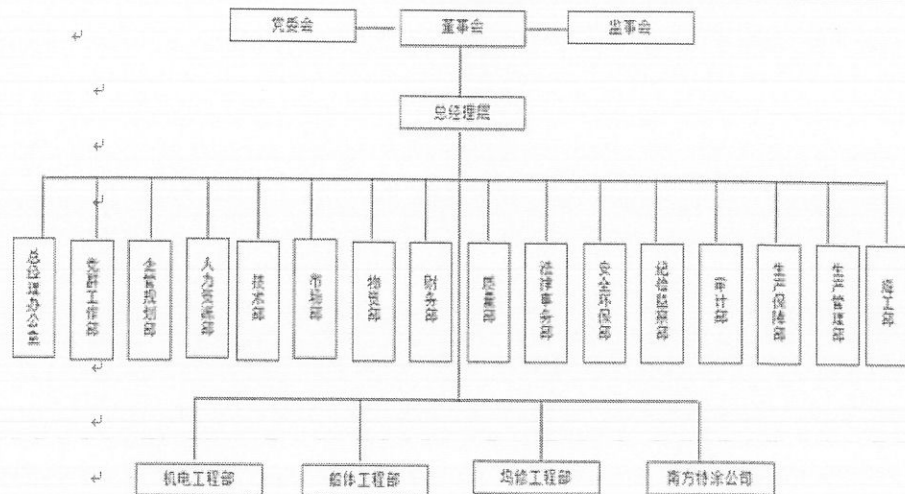 党委会
董事会
监事会
总经理层
总经理办公室
党群工作部
企管规划部
人力资源部
技术部
市场部
物资部
财务部
质量部
法律事务部
安全环保部
纪检监察部
审计部
生产保障部
生产管理部
海工部
机电工程部
船体工程部
坞修工程部
南方特涂公司